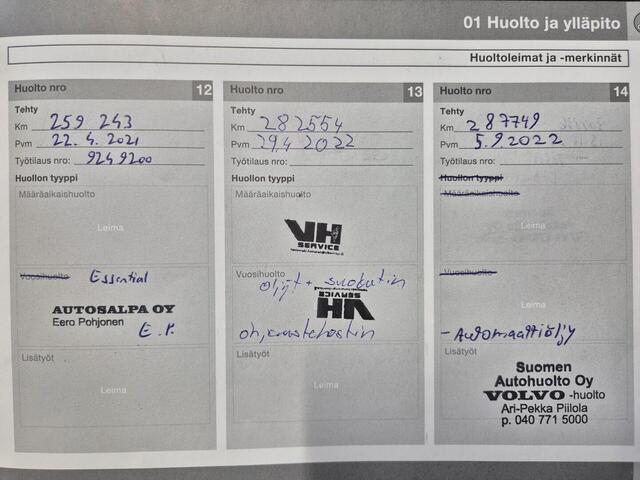 01 Huolto ja ylläpito
Huoltoleimat ja -merkinnät
Huolto nro 12
Tehty
Km 259 243
Pvm 22.4.2021
Työtilaus nro: 9249200
Huollon tyyppi
Määräaikaishuolto
Leima
Vuosihuolto Essential
AUTOSALPA OY
Eero Pohjonen
E.P.
Lisätyöt
Leima
Huolto nro 13
Tehty
Km 282554
Pvm 29.4.2022
Työtilaus nro:
Huollon tyyppi
Määräaikaishuolto
VH
SERVICE
Vuosihuolto
öljyt + suodatin
VH
SERVICE
Lisätyöt
Leima
Huolto nro 14
Tehty
Km 287749
Pvm 5.9.2022
Työtilaus nro:
Huollon tyyppi
Määräaikaishuolto
Leima
Vuosihuolto
Leima
- Automaattiöljy
Lisätyöt
Suomen
Autohuolto Oy
VOLVO -huolto
Ari-Pekka Piilola
p. 040 771 5000